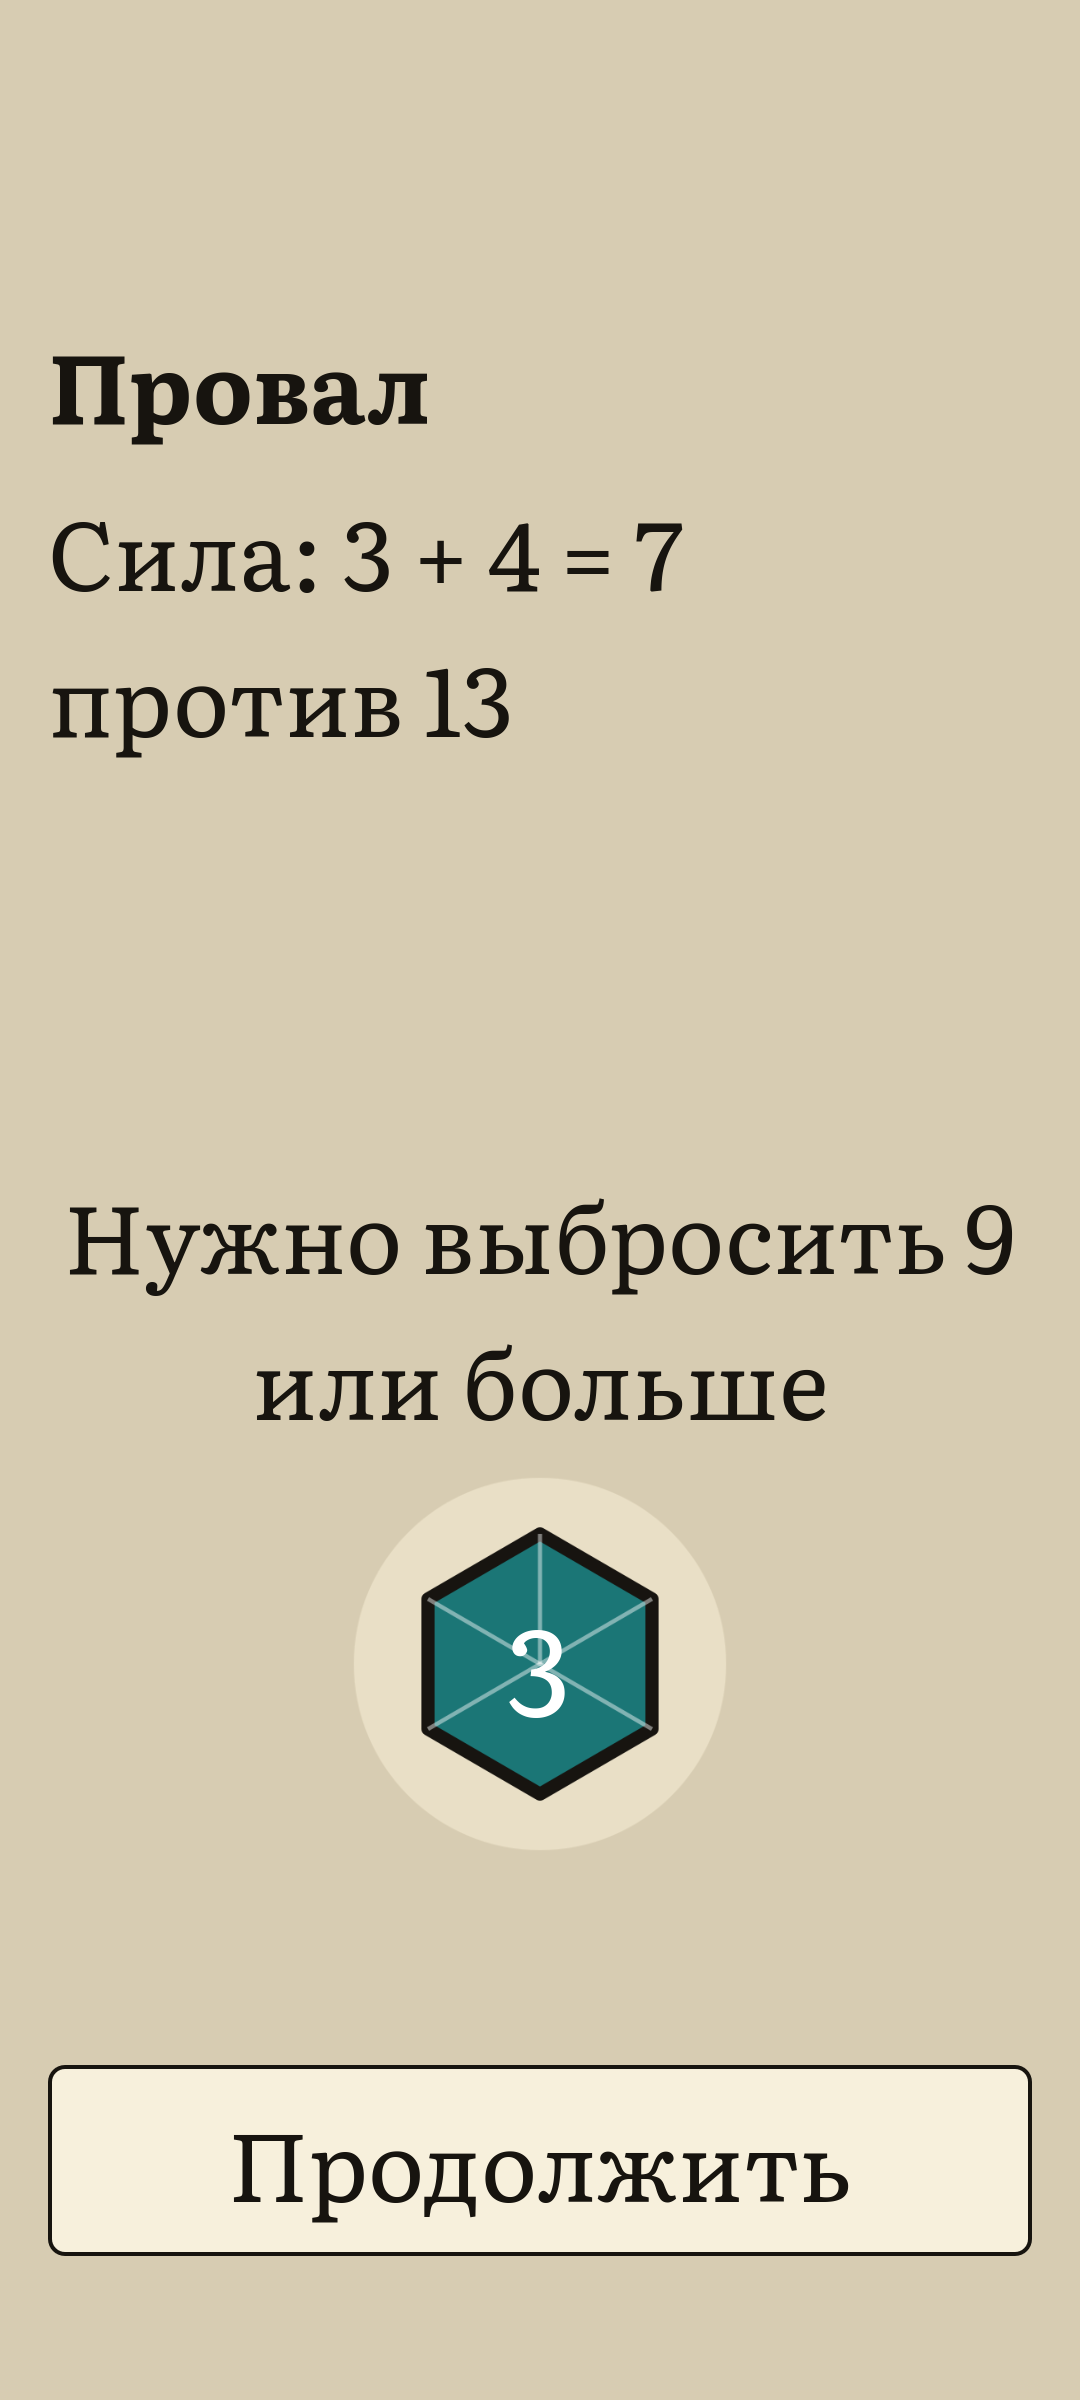 Провал
Сила: 3 + 4 = 7
против 13
Нужно выбросить 9
или больше
3
Продолжить